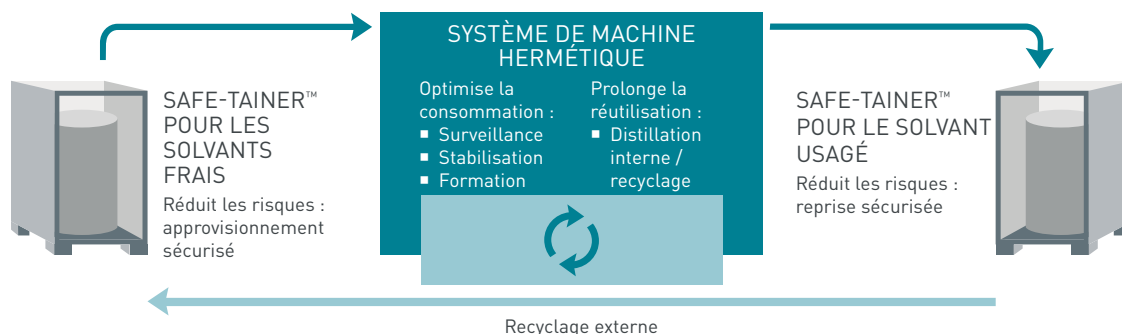 SAFE-TAINER™
POUR LES
SOLVANTS
FRAIS
Réduit les risques :
approvisionnement
sécurisé
SYSTÈME DE MACHINE
HERMÉTIQUE
Optimise la
consommation :
▪ Surveillance
▪ Stabilisation
▪ Formation
Prolonge la
réutilisation :
▪ Distillation
interne /
recyclage
SAFE-TAINER™
POUR LE SOLVANT
USAGÉ
Réduit les risques :
reprise sécurisée
Recyclage externe